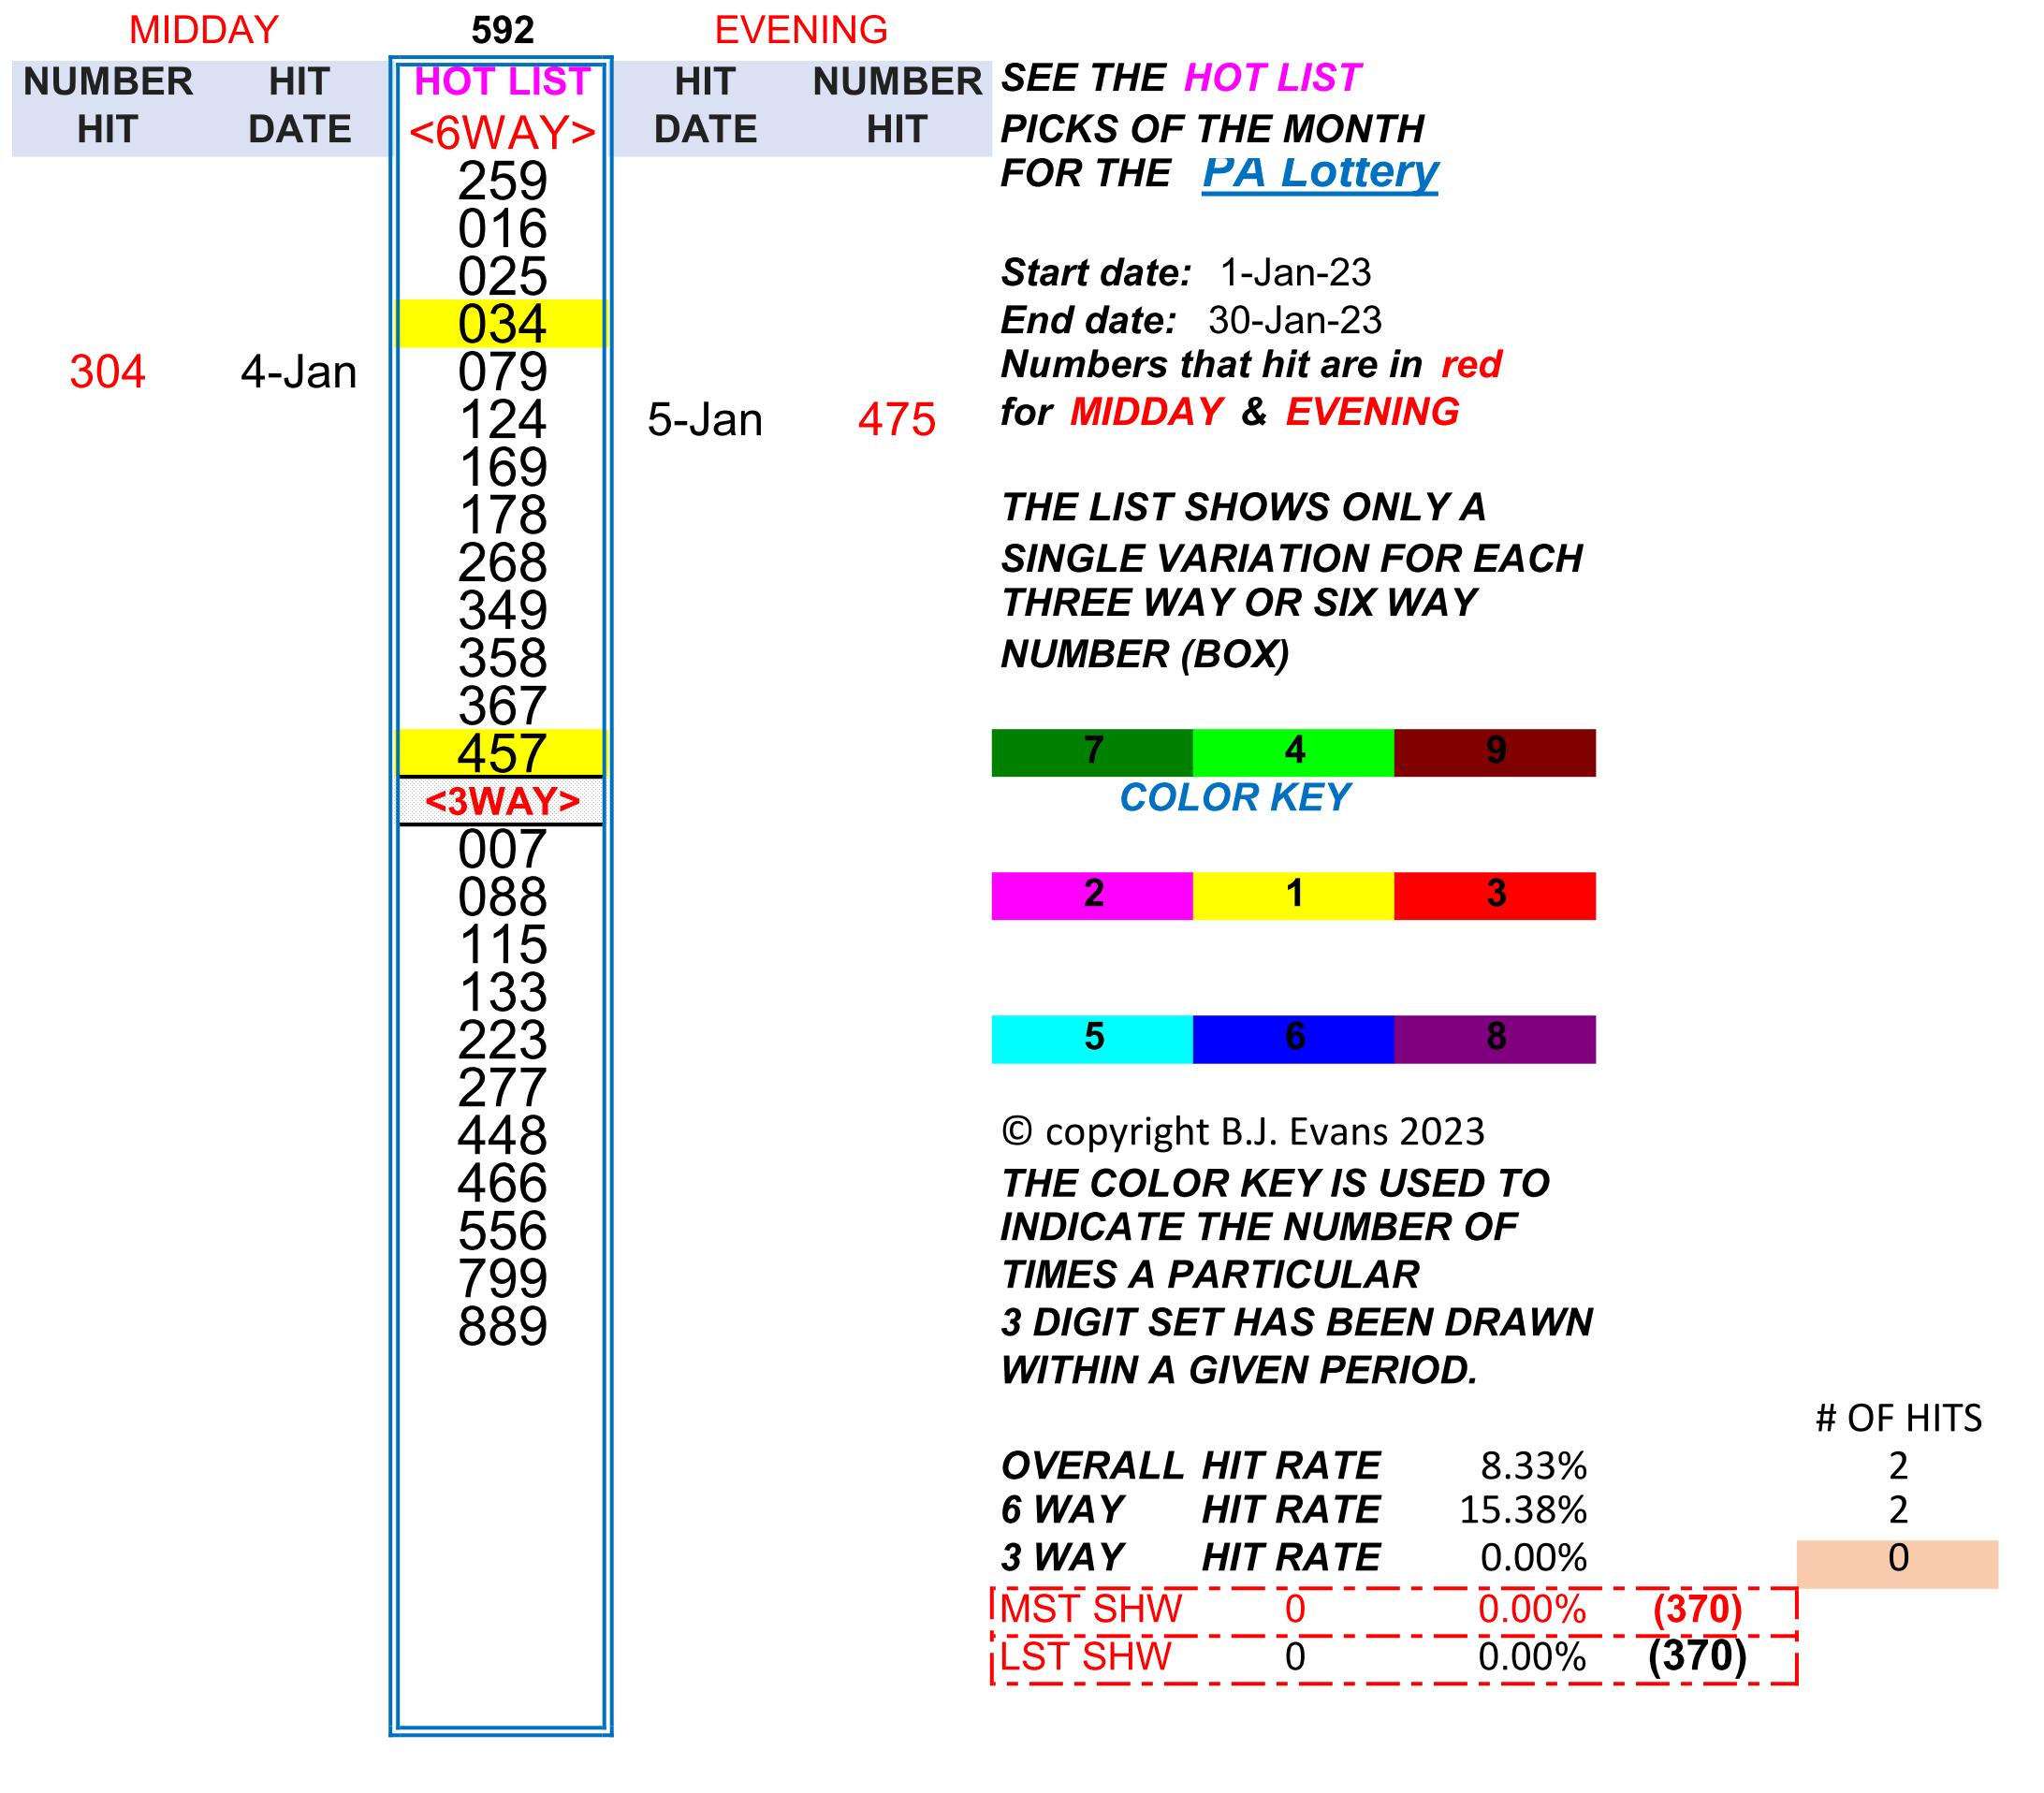 MIDDAY 592 EVENING
NUMBER HIT HOT LIST HIT NUMBER
HIT DATE <6WAY> DATE HIT
SEE THE HOT LIST
PICKS OF THE MONTH
259 FOR THE PA Lottery
016
025 Start date: 1-Jan-23
034 End date: 30-Jan-23
304 4-Jan 079 Numbers that hit are in red
124 5-Jan 475 for MIDDAY & EVENING
169
178 THE LIST SHOWS ONLY A
268 SINGLE VARIATION FOR EACH
349 THREE WAY OR SIX WAY
358 NUMBER (BOX)
367
457 7 4 9
<3WAY> COLOR KEY
007
088 2 1 3
115
133
223 5 6 8
277
448 © copyright B.J. Evans 2023
466 THE COLOR KEY IS USED TO
556 INDICATE THE NUMBER OF
799 TIMES A PARTICULAR
889 3 DIGIT SET HAS BEEN DRAWN
WITHIN A GIVEN PERIOD.
# OF HITS
OVERALL HIT RATE 8.33% 2
6 WAY HIT RATE 15.38% 2
3 WAY HIT RATE 0.00% 0
MST SHW 0 0.00% (370)
LST SHW 0 0.00% (370)